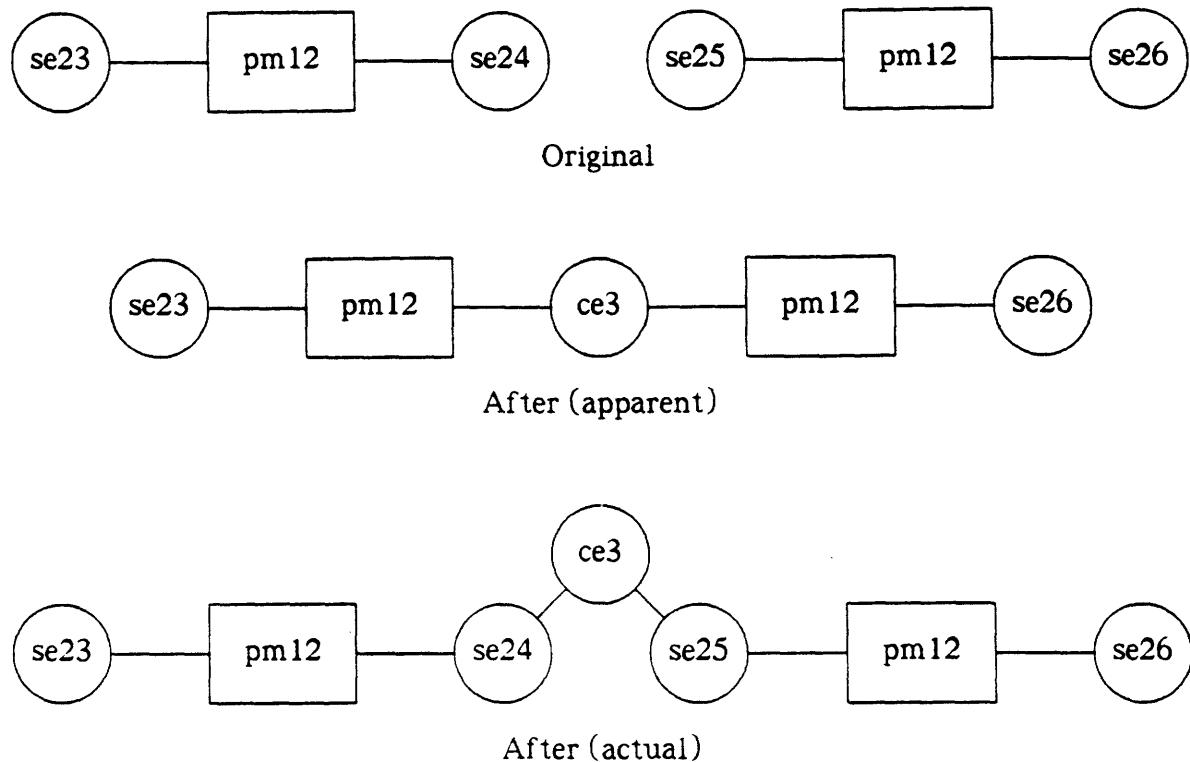 se23 pm12 se24 se25 pm12 se26
Original
se23 pm12 ce3 pm12 se26
After (apparent)
ce3
se23 pm12 se24 se25 pm12 se26
After (actual)